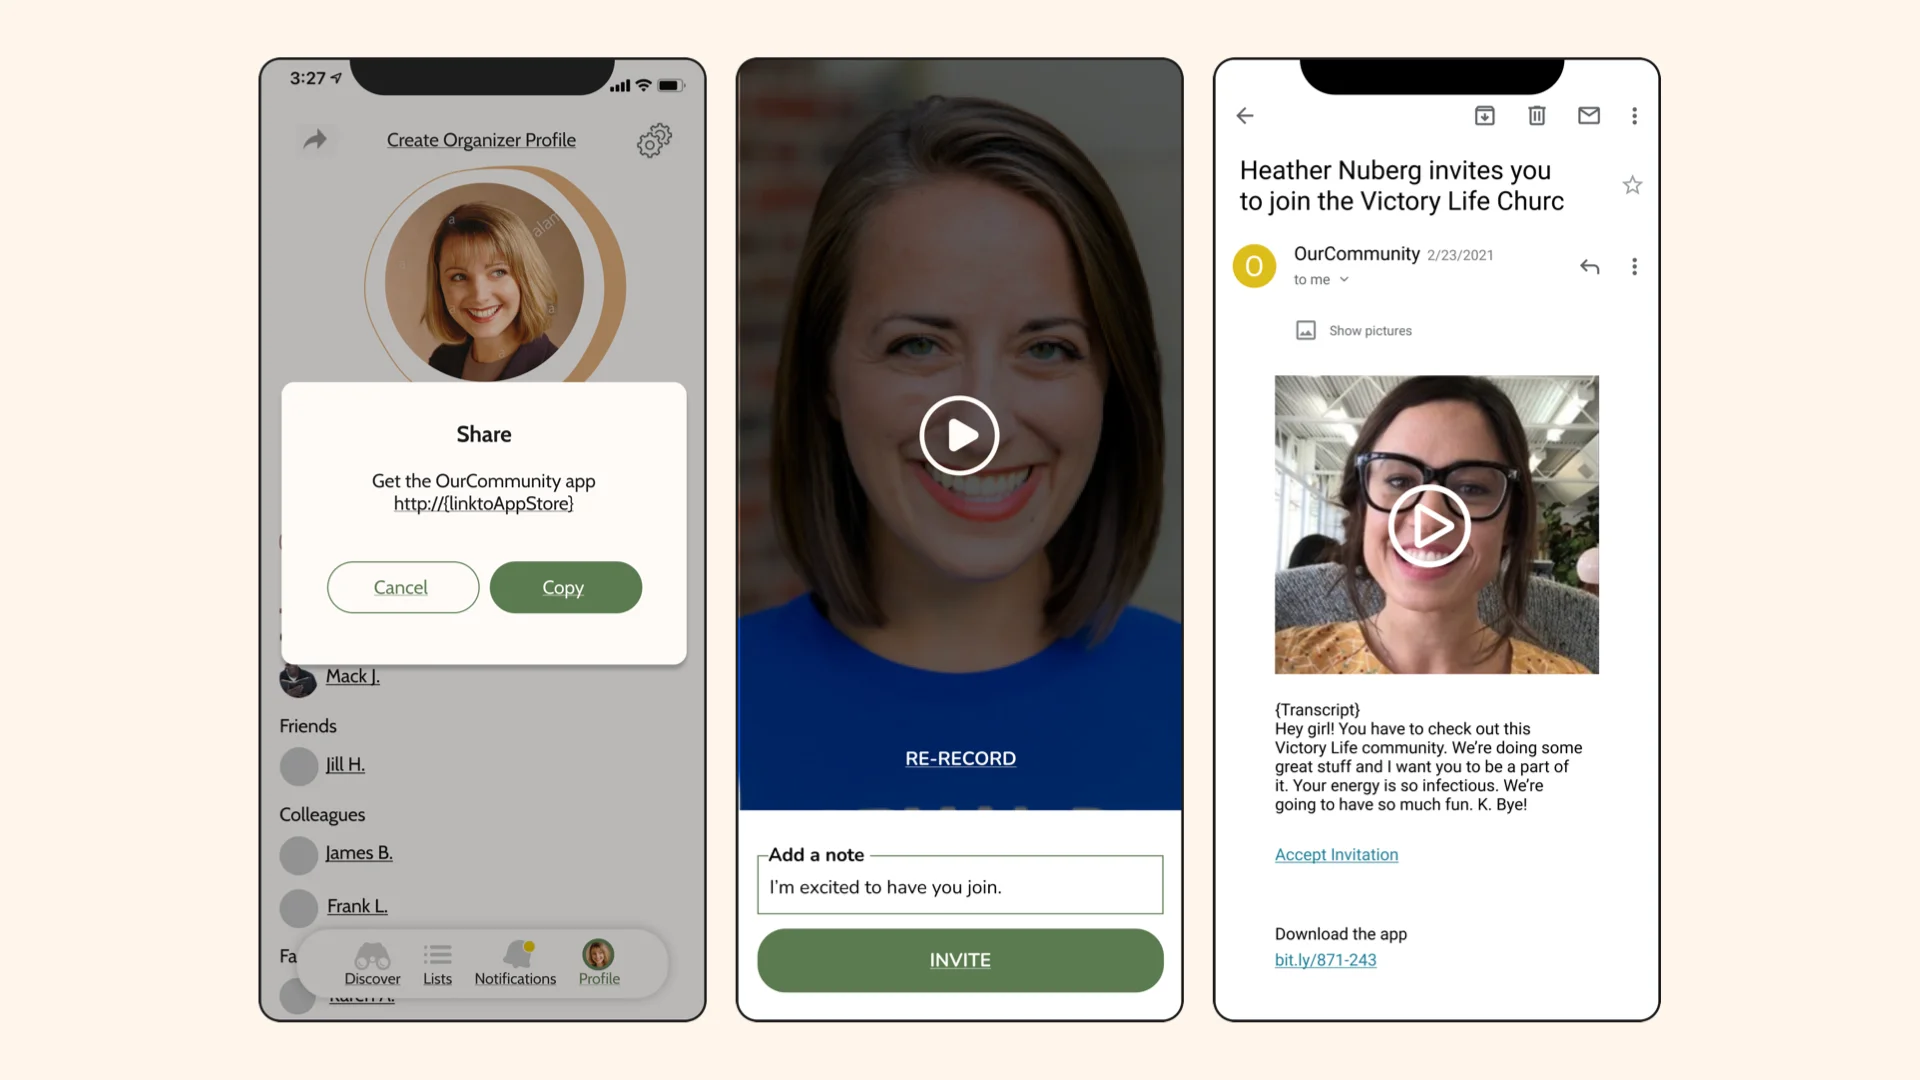 3:27
Create Organizer Profile
a
alam
a
a
Share
Get the OurCommunity app
http://{linktoAppStore}
Cancel
Copy
Mack J.
Friends
Jill H.
Colleagues
James B.
Frank L.
Fa
Karen A.
Discover
Lists
Notifications
Profile
RE-RECORD
Add a note
I'm excited to have you join.
INVITE
Heather Nuberg invites you
to join the Victory Life Churc
O
OurCommunity 2/23/2021
to me
Show pictures
{Transcript}
Hey girl! You have to check out this
Victory Life community. We're doing some
great stuff and I want you to be a part of
it. Your energy is so infectious. We're
going to have so much fun. K. Bye!
Accept Invitation
Download the app
bit.ly/871-243